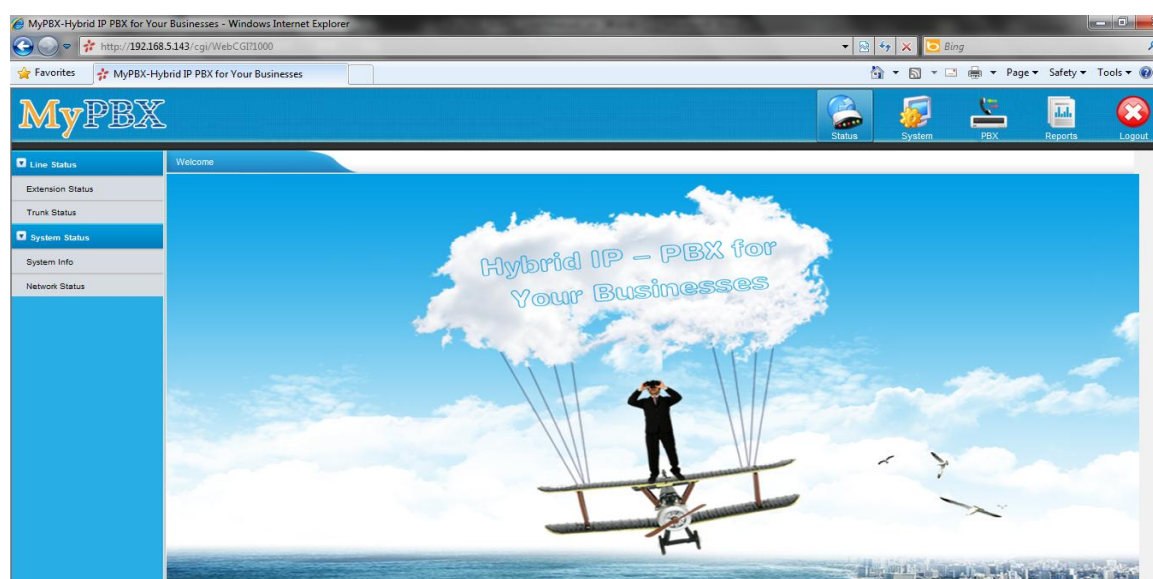 MyPBX-Hybrid IP PBX for Your Businesses - Windows Internet Explorer
http://192.168.5.143/cgi/WebCGI?1000
Bing
Favorites
MyPBX-Hybrid IP PBX for Your Businesses
Page
Safety
Tools
MyPBX
Status
System
PBX
Reports
Logout
Line Status
Welcome
Extension Status
Trunk Status
System Status
System Info
Network Status
Hybrid IP – PBX for
Your Businesses